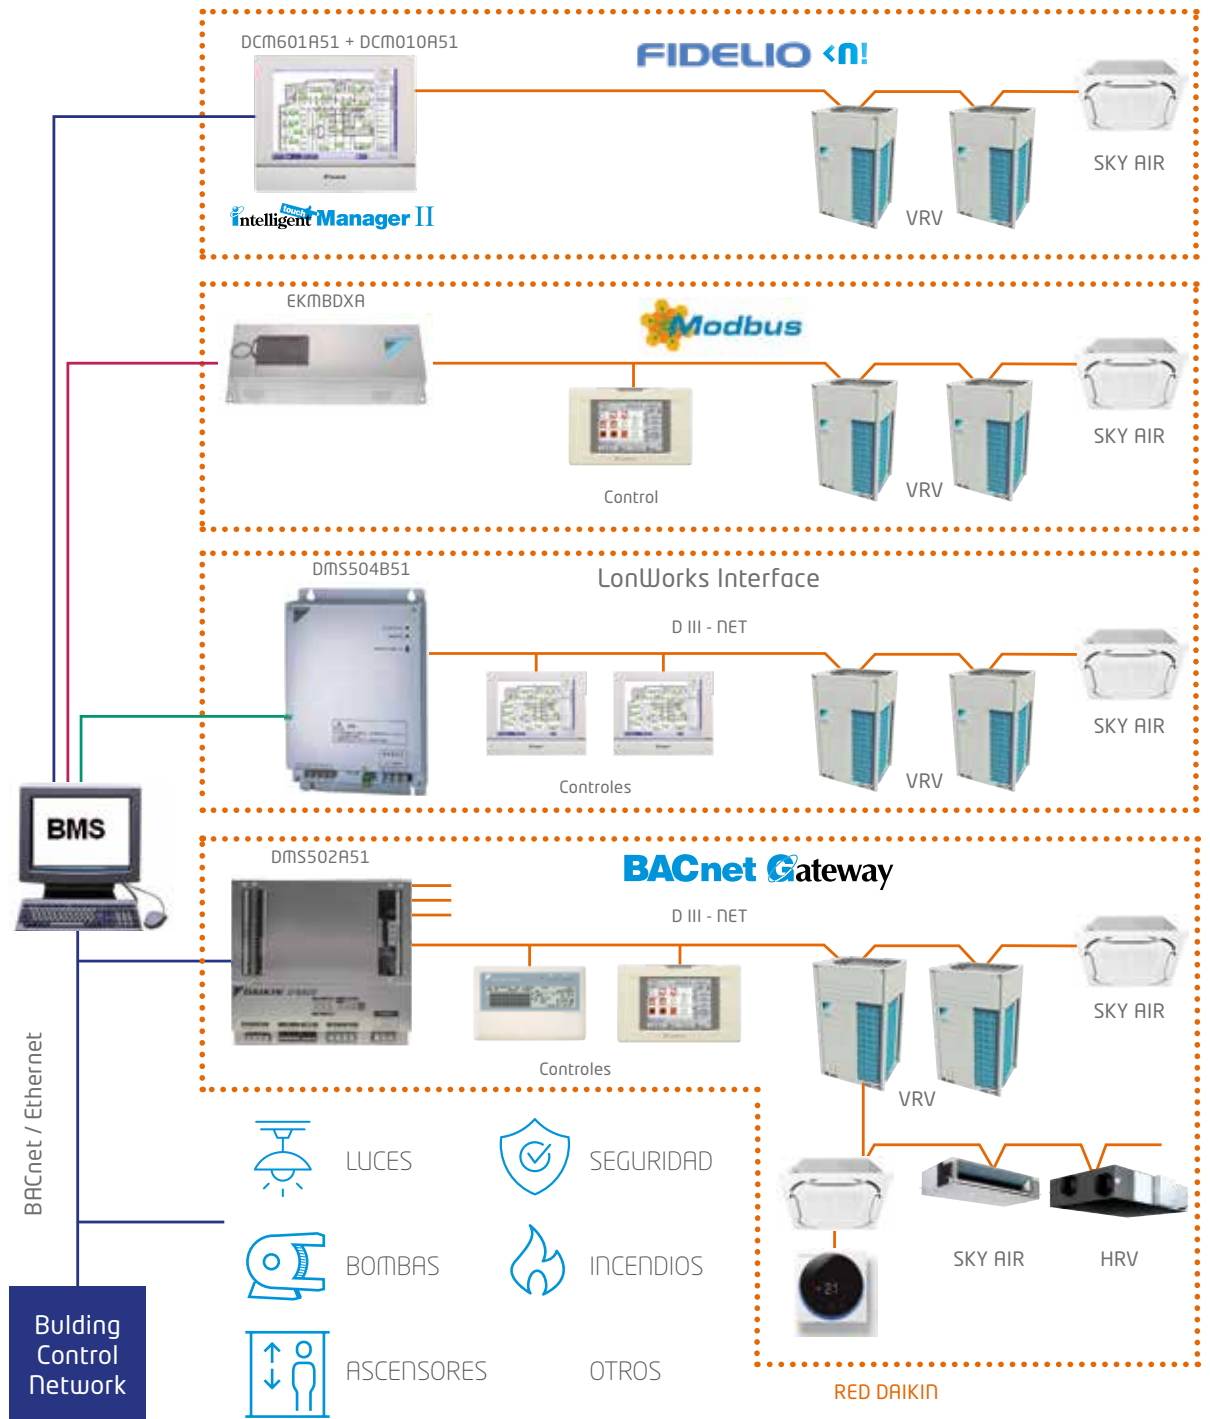 DCM601A51 + DCM010A51
FIDELIO <n!
SKY AIR
VRV
intelligent touch Manager II
EKMBDXA
Modbus
SKY AIR
VRV
Control
DMS504B51
LonWorks Interface
D III - NET
SKY AIR
VRV
Controles
BMS
DMS502A51
BACnet Gateway
D III - NET
SKY AIR
DAIKIN
Controles
VRV
BACnet / Ethernet
LUCES
SEGURIDAD
BOMBAS
INCENDIOS
SKY AIR
HRV
21
Bulding
Control
Network
ASCENSORES
OTROS
RED DAIKIN